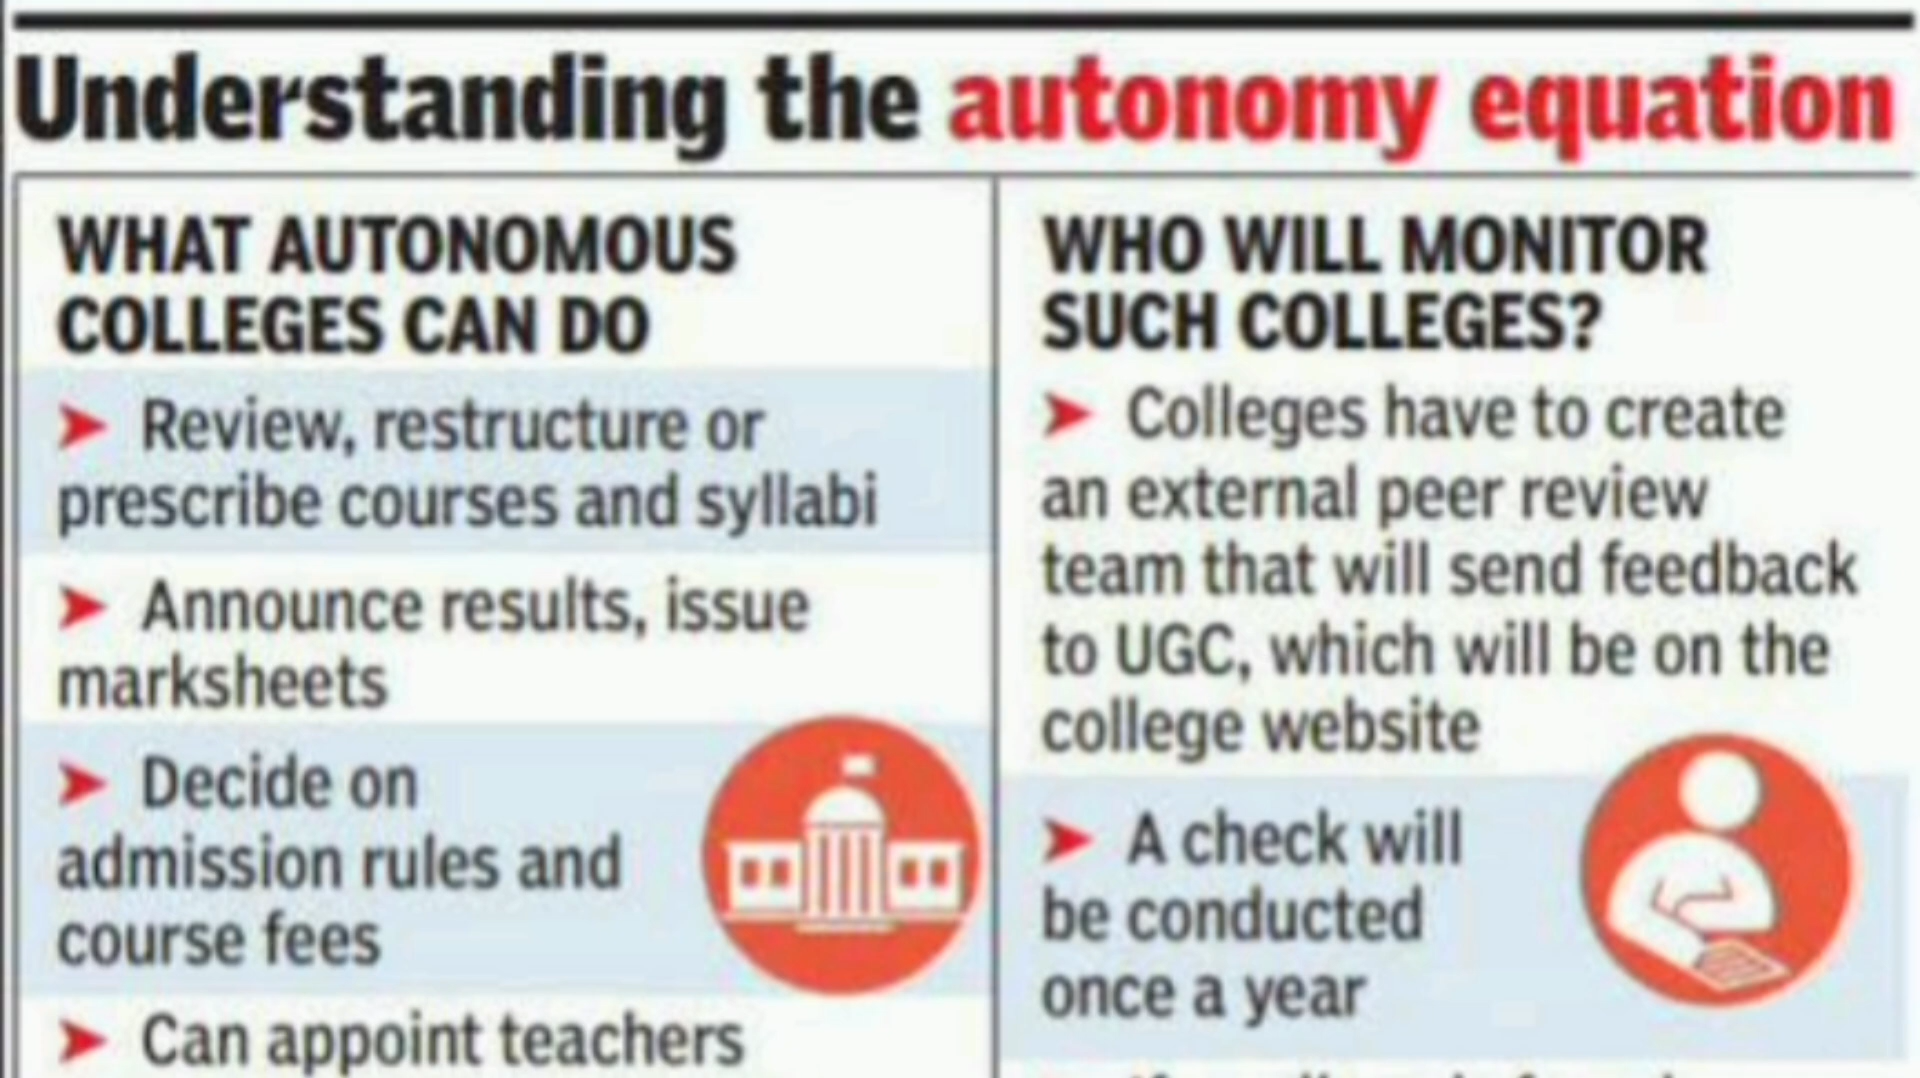 Understanding the autonomy equation
WHAT AUTONOMOUS
COLLEGES CAN DO
➤ Review, restructure or
prescribe courses and syllabi
➤ Announce results, issue
marksheets
➤ Decide on
admission rules and
course fees
➤ Can appoint teachers
WHO WILL MONITOR
SUCH COLLEGES?
➤ Colleges have to create
an external peer review
team that will send feedback
to UGC, which will be on the
college website
➤ A check will
be conducted
once a year